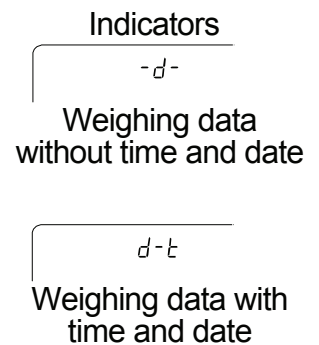 Indicators
-d-
Weighing data
without time and date
d-t
Weighing data with
time and date